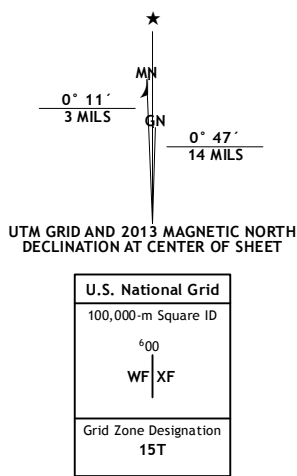 MN
0° 11´
3 MILS
GN
0° 47´
14 MILS
UTM GRID AND 2013 MAGNETIC NORTH
DECLINATION AT CENTER OF SHEET
U.S. National Grid
100,000-m Square ID
⁶00
WF XF
Grid Zone Designation
15T